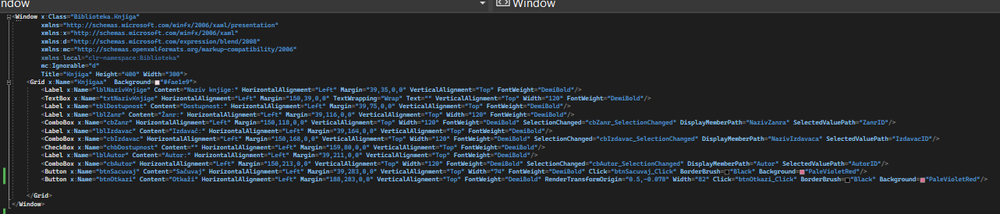 ndow Window
<Window x:Class="Biblioteka.Knjiga"
xmlns="http://schemas.microsoft.com/winfx/2006/xaml/presentation"
xmlns:x="http://schemas.microsoft.com/winfx/2006/xaml"
xmlns:d="http://schemas.microsoft.com/expression/blend/2008"
xmlns:mc="http://schemas.openxmlformats.org/markup-compatibility/2006"
xmlns:local="clr-namespace:Biblioteka"
mc:Ignorable="d"
Title="Knjiga" Height="400" Width="300">
<Grid x:Name="Knjigaa" Background="#fae1e9">
<Label x:Name="lblNazivKnjige" Content="Naziv knjige:" HorizontalAlignment="Left" Margin="39,35,0,0" VerticalAlignment="Top" FontWeight="DemiBold"/>
<TextBox x:Name="txtNazivKnjige" HorizontalAlignment="Left" Margin="150,39,0,0" TextWrapping="Wrap" Text="" VerticalAlignment="Top" Width="120" FontWeight="DemiBold"/>
<Label x:Name="lblDostupnost" Content="Dostupnost:" HorizontalAlignment="Left" Margin="39,75,0,0" VerticalAlignment="Top" FontWeight="DemiBold"/>
<Label x:Name="lblZanr" Content="Žanr:" HorizontalAlignment="Left" Margin="39,116,0,0" VerticalAlignment="Top" Width="120" FontWeight="DemiBold"/>
<ComboBox x:Name="cbZanr" HorizontalAlignment="Left" Margin="150,118,0,0" VerticalAlignment="Top" Width="120" FontWeight="DemiBold" SelectionChanged="cbZanr_SelectionChanged" DisplayMemberPath="NazivZanra" SelectedValuePath="ZanrID"/>
<Label x:Name="lblIzdavac" Content="Izdavač:" HorizontalAlignment="Left" Margin="39,164,0,0" VerticalAlignment="Top" FontWeight="DemiBold"/>
<ComboBox x:Name="cbIzdavac" HorizontalAlignment="Left" Margin="150,168,0,0" VerticalAlignment="Top" Width="120" FontWeight="DemiBold" SelectionChanged="cbIzdavac_SelectionChanged" DisplayMemberPath="NazivIzdavaca" SelectedValuePath="IzdavacID"/>
<CheckBox x:Name="chbDostupnost" Content="" HorizontalAlignment="Left" Margin="159,80,0,0" VerticalAlignment="Top" FontWeight="DemiBold"/>
<Label x:Name="lblAutor" Content="Autor:" HorizontalAlignment="Left" Margin="39,211,0,0" VerticalAlignment="Top" FontWeight="DemiBold"/>
<ComboBox x:Name="cbAutor" HorizontalAlignment="Left" Margin="150,213,0,0" VerticalAlignment="Top" Width="120" FontWeight="DemiBold" SelectionChanged="cbAutor_SelectionChanged" DisplayMemberPath="Autor" SelectedValuePath="AutorID"/>
<Button x:Name="btnSacuvaj" Content="Sačuvaj" HorizontalAlignment="Left" Margin="39,283,0,0" VerticalAlignment="Top" Width="74" FontWeight="DemiBold" Click="btnSacuvaj_Click" BorderBrush="Black" Background="PaleVioletRed"/>
<Button x:Name="btnOtkazi" Content="Otkaži" HorizontalAlignment="Left" Margin="188,283,0,0" VerticalAlignment="Top" FontWeight="DemiBold" RenderTransformOrigin="0.5,-0.078" Width="82" Click="btnOtkazi_Click" BorderBrush="Black" Background="PaleVioletRed"/>
</Grid>
</Window>